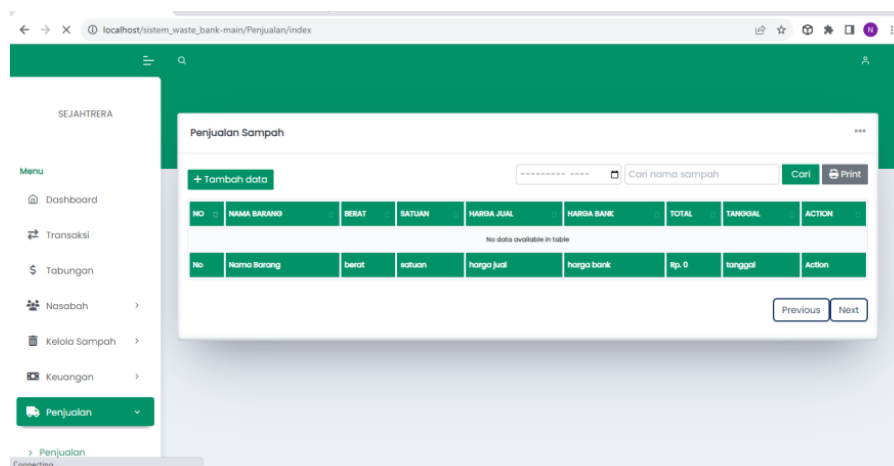 localhost/sistem_waste_bank-main/Penjualan/index
N
SEJAHTRERA
Menu
Dashboard
Transaksi
Tabungan
Nasabah
Kelola Sampah
Keuangan
Penjualan
> Penjualan
Connecting...
Penjualan Sampah
+ Tambah data
--------- ---- Cari nama sampah Cari Print
NO NAMA BARANG BERAT SATUAN HARGA JUAL HARGA BANK TOTAL TANGGAL ACTION
No data available in table
No Nama Barang berat satuan harga jual harga bank Rp. 0 tanggal Action
Previous Next